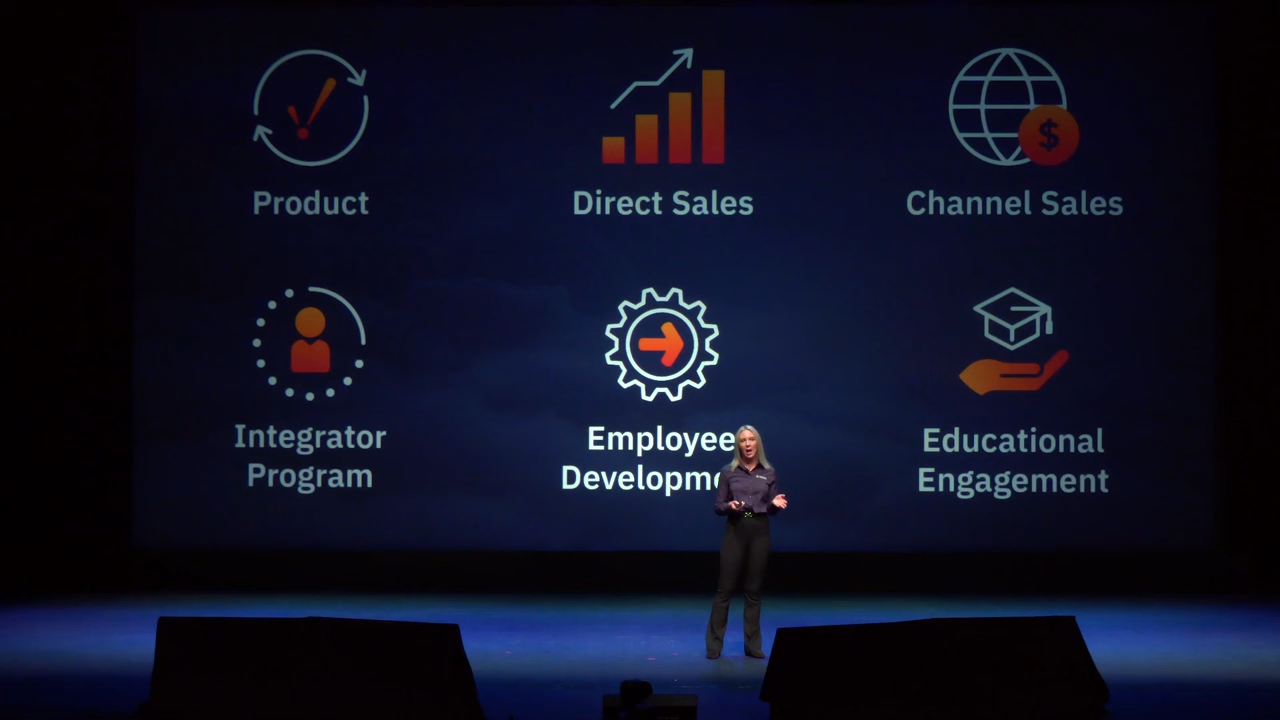 Product
Direct Sales
Channel Sales
Integrator
Program
Employee
Developme
Educational
Engagement